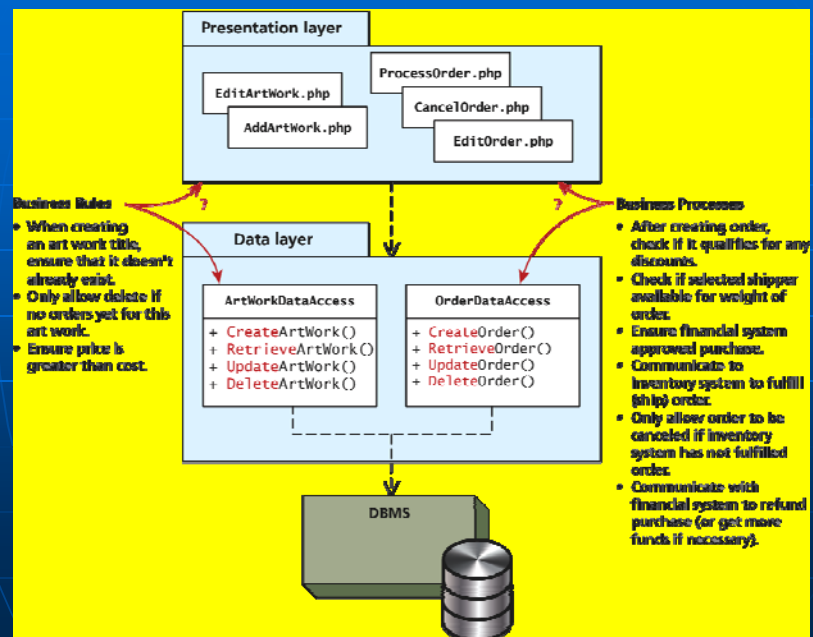 Presentation layer
ProcessOrder.php
EditArtWork.php
CancelOrder.php
AddArtWork.php
EditOrder.php
Business Rules
?
?
Business Processes
• When creating
an art work title,
ensure that it doesn't
already exist.
• Only allow delete if
no orders yet for this
art work.
• Ensure price is
greater than cost.
Data layer
ArtWorkDataAccess
+ CreateArtWork()
+ RetrieveArtWork()
+ UpdateArtWork()
+ DeleteArtWork()
OrderDataAccess
+ CreateOrder()
+ RetrieveOrder()
+ UpdateOrder()
+ DeleteOrder()
• After creating order,
check if it qualifies for any
discounts.
• Check if selected shipper
available for weight of
order.
• Ensure financial system
approved purchase.
• Communicate to
inventory system to fulfill
(ship) order.
• Only allow order to be
canceled if inventory
system has not fulfilled
order.
• Communicate with
financial system to refund
purchase (or get more
funds if necessary).
DBMS